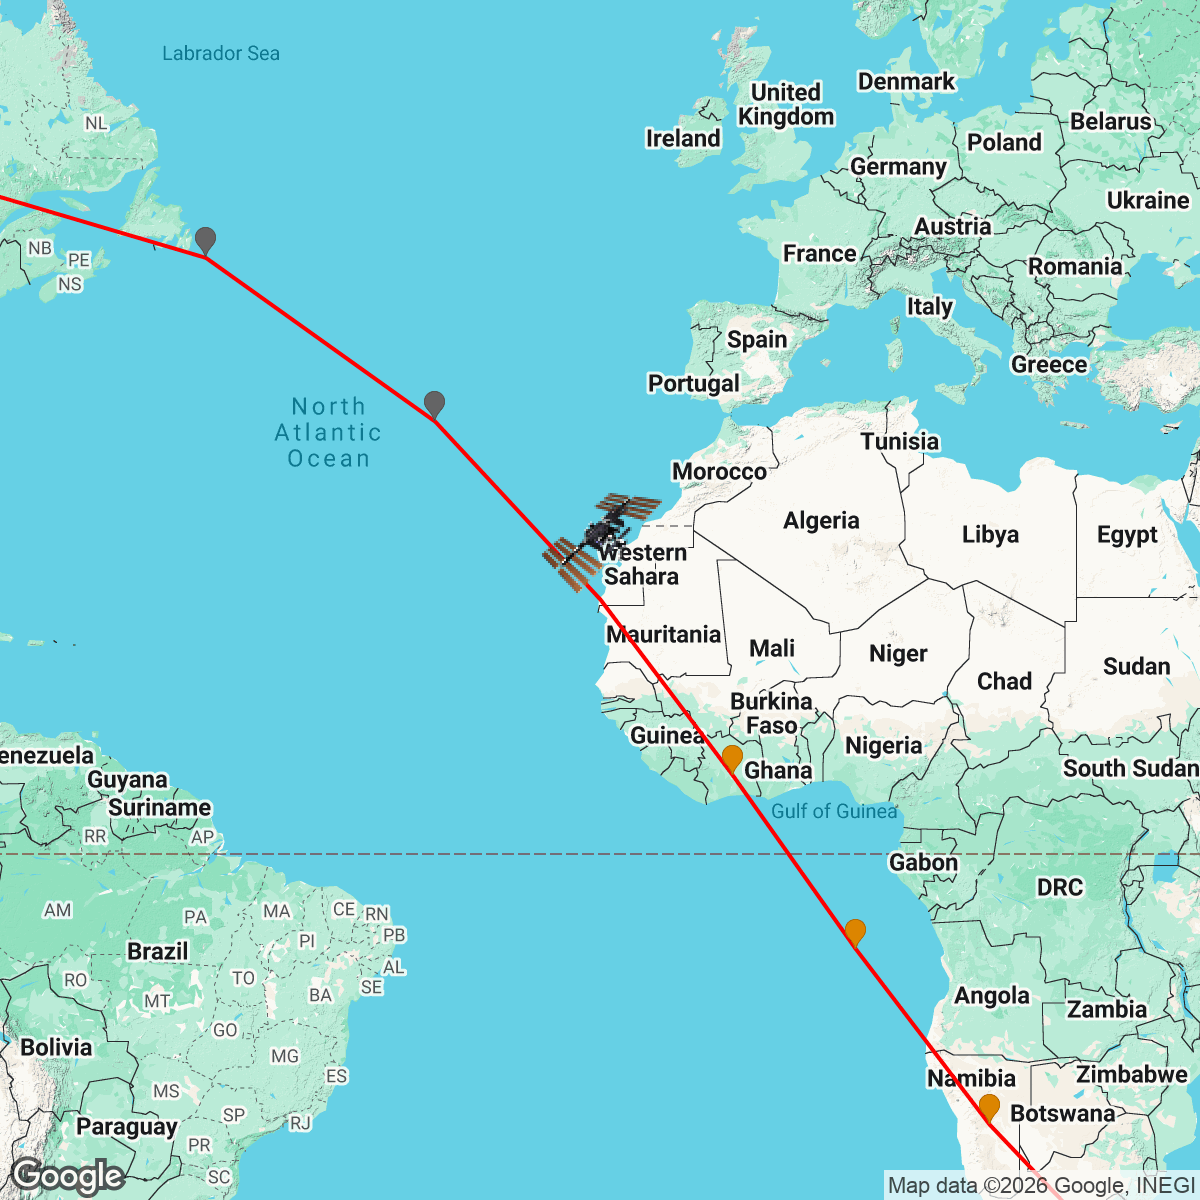 Labrador Sea
NL
NB
PE
NS
Ireland
United
Kingdom
Denmark
Belarus
Poland
Germany
Ukraine
Austria
France
Romania
Italy
Spain
Greece
Portugal
North
Atlantic
Ocean
Tunisia
Morocco
Algeria
Libya
Egypt
Western
Sahara
Mauritania
Mali
Niger
Chad
Sudan
Burkina
Faso
Guinea
Nigeria
Ghana
South Sudan
Gulf of Guinea
enezuela
Guyana
Suriname
RR
AP
Gabon
DRC
AM
PA
MA
CE
RN
PB
PI
Brazil
AL
TO
SE
RO
MT
BA
Angola
Zambia
GO
Bolivia
MG
ES
Namibia
Zimbabwe
MS
SP
RJ
Botswana
Paraguay
PR
SC
Google
Map data ©2026 Google, INEGI